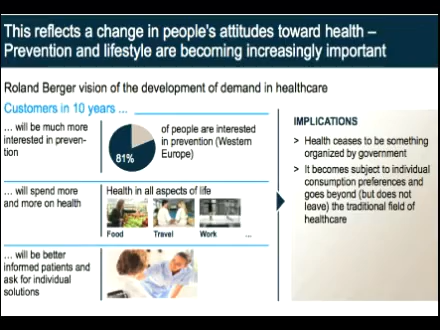 This reflects a change in people's attitudes toward health –
Prevention and lifestyle are becoming increasingly important
Roland Berger vision of the development of demand in healthcare
Customers in 10 years ...
... will be much more
interested in preven-
tion
81%
of people are interested
in prevention (Western
Europe)
... will spend more
and more on health
Health in all aspects of life
Food Travel Work ...
... will be better
informed patients and
ask for individual
solutions
IMPLICATIONS
> Health ceases to be something
organized by government
> It becomes subject to individual
consumption preferences and
goes beyond (but does not
leave) the traditional field of
healthcare